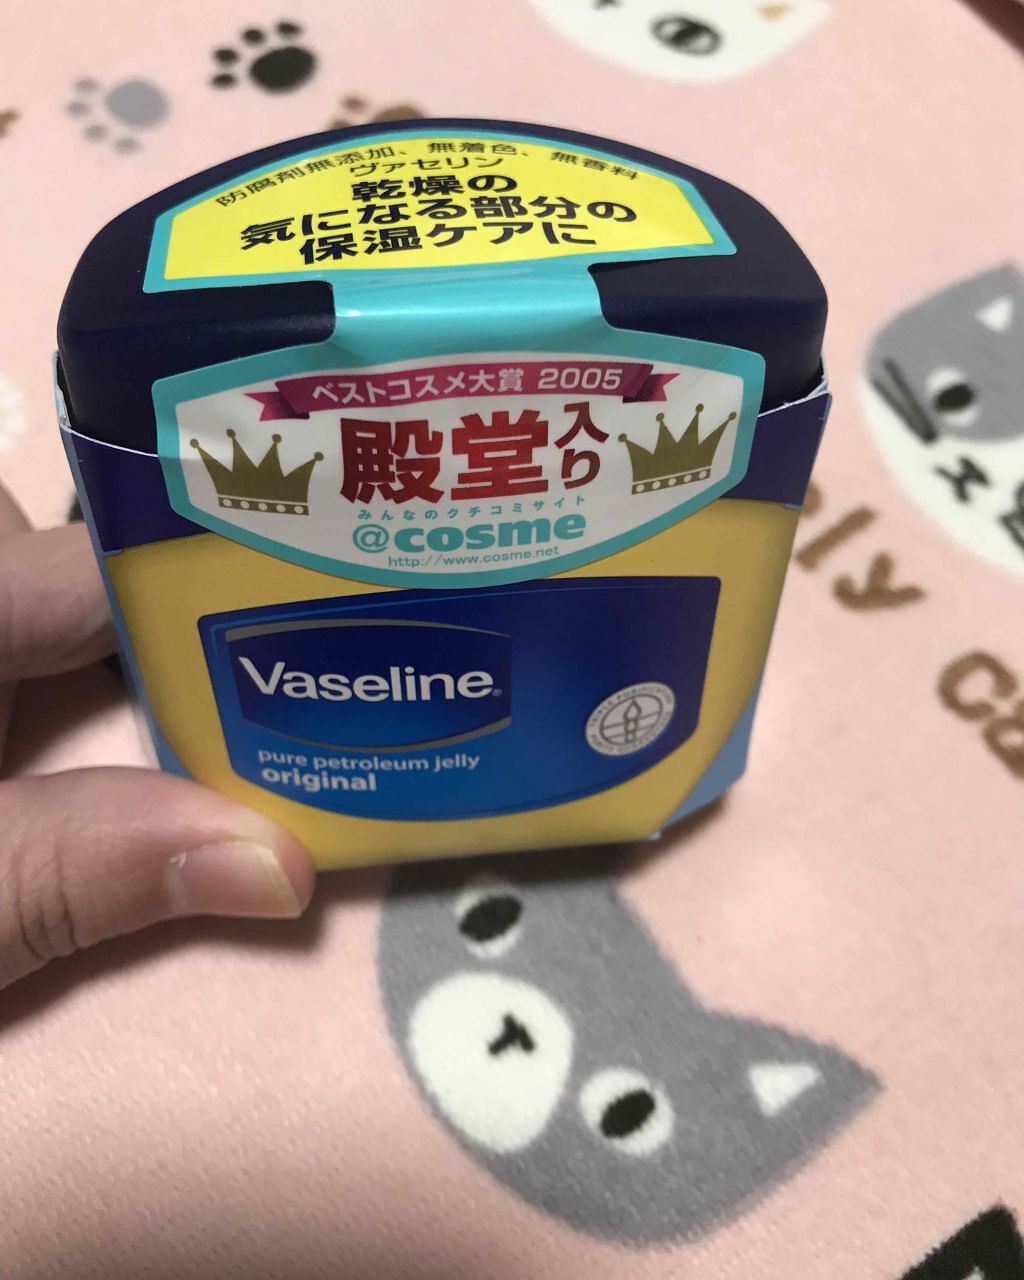 防腐剤無添加、無着色、無香料
ヴァセリン
乾燥の
気になる部分の
保湿ケアに
ベストコスメ大賞 2005
殿堂入り
みんなのクチコミサイト
@cosme
http://www.cosme.net
Vaseline®
pure petroleum jelly
original